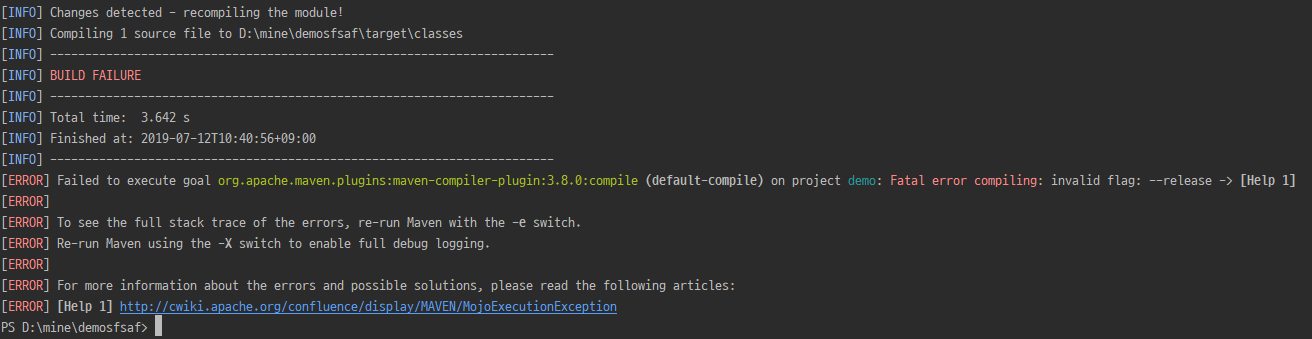 [INFO] Changes detected - recompiling the module!
[INFO] Compiling 1 source file to D:\mine\demosfsaf\target\classes
[INFO] ------------------------------------------------------------------------
[INFO] BUILD FAILURE
[INFO] ------------------------------------------------------------------------
[INFO] Total time:  3.642 s
[INFO] Finished at: 2019-07-12T10:40:56+09:00
[INFO] ------------------------------------------------------------------------
[ERROR] Failed to execute goal org.apache.maven.plugins:maven-compiler-plugin:3.8.0:compile (default-compile) on project demo: Fatal error compiling: invalid flag: --release -> [Help 1]
[ERROR]
[ERROR] To see the full stack trace of the errors, re-run Maven with the -e switch.
[ERROR] Re-run Maven using the -X switch to enable full debug logging.
[ERROR]
[ERROR] For more information about the errors and possible solutions, please read the following articles:
[ERROR] [Help 1] http://cwiki.apache.org/confluence/display/MAVEN/MojoExecutionException
PS D:\mine\demosfsaf>